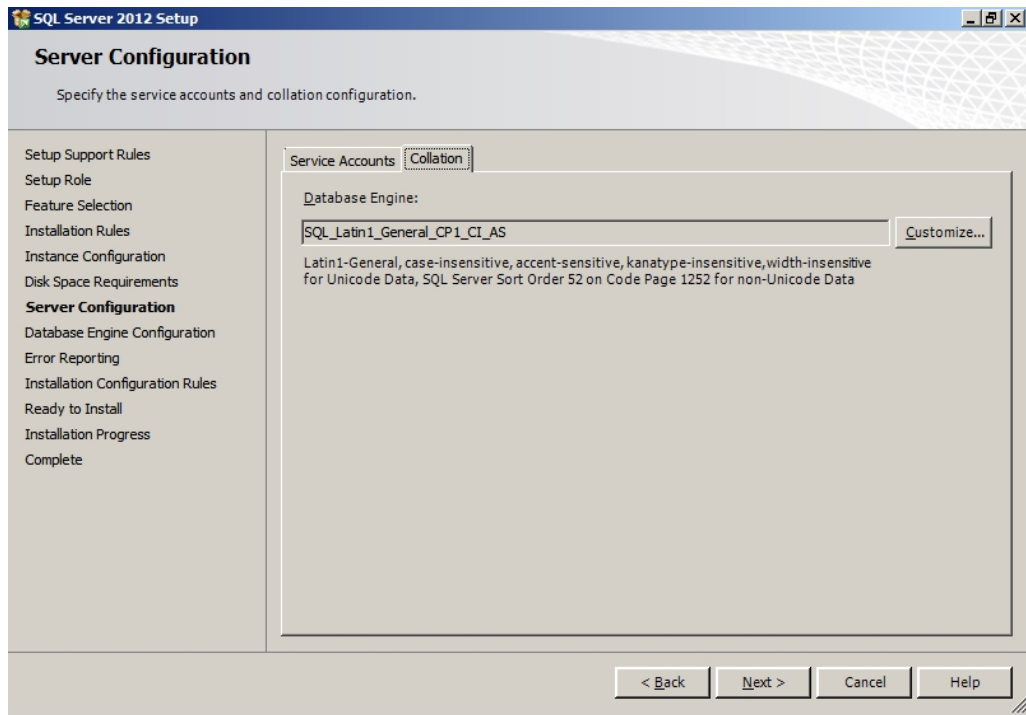 SQL Server 2012 Setup
Server Configuration
Specify the service accounts and collation configuration.
Setup Support Rules
Setup Role
Feature Selection
Installation Rules
Instance Configuration
Disk Space Requirements
Server Configuration
Database Engine Configuration
Error Reporting
Installation Configuration Rules
Ready to Install
Installation Progress
Complete
Service Accounts
Collation
Database Engine:
SQL_Latin1_General_CP1_CI_AS
Customize...
Latin1-General, case-insensitive, accent-sensitive, kanatype-insensitive,width-insensitive
for Unicode Data, SQL Server Sort Order 52 on Code Page 1252 for non-Unicode Data
< Back
Next >
Cancel
Help